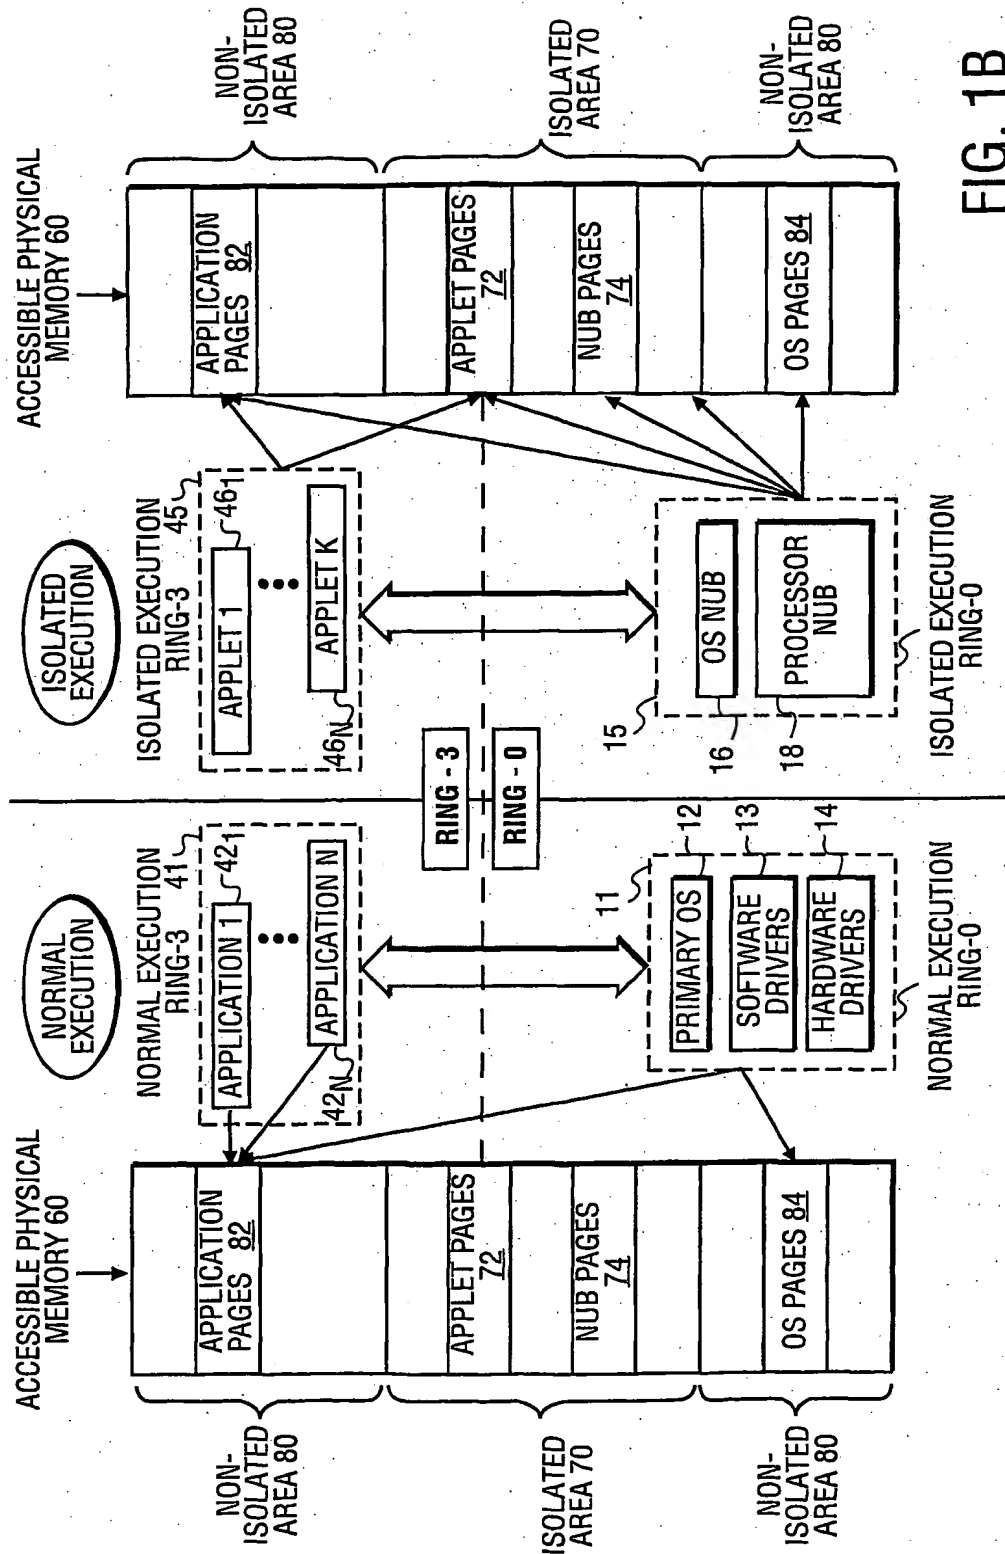 ACCESSIBLE PHYSICAL
MEMORY 60
NON-
ISOLATED
AREA 80
ISOLATED
AREA 70
NON-
ISOLATED
AREA 80
APPLICATION
PAGES 82
APPLET PAGES
72
NUB PAGES
74
OS PAGES 84
NORMAL
EXECUTION
NORMAL EXECUTION
RING-3
41
APPLICATION 1
42₁
APPLICATION N
42N
11
PRIMARY OS
12
SOFTWARE
DRIVERS
13
HARDWARE
DRIVERS
14
NORMAL EXECUTION
RING-0
RING - 3
RING - 0
ISOLATED
EXECUTION
ISOLATED EXECUTION
RING-3
45
APPLET 1
46₁
APPLET K
46N
15
OS NUB
16
PROCESSOR
NUB
18
ISOLATED EXECUTION
RING-0
ACCESSIBLE PHYSICAL
MEMORY 60
APPLICATION
PAGES 82
APPLET PAGES
72
NUB PAGES
74
OS PAGES 84
NON-
ISOLATED
AREA 80
ISOLATED
AREA 70
NON-
ISOLATED
AREA 80
FIG. 1B